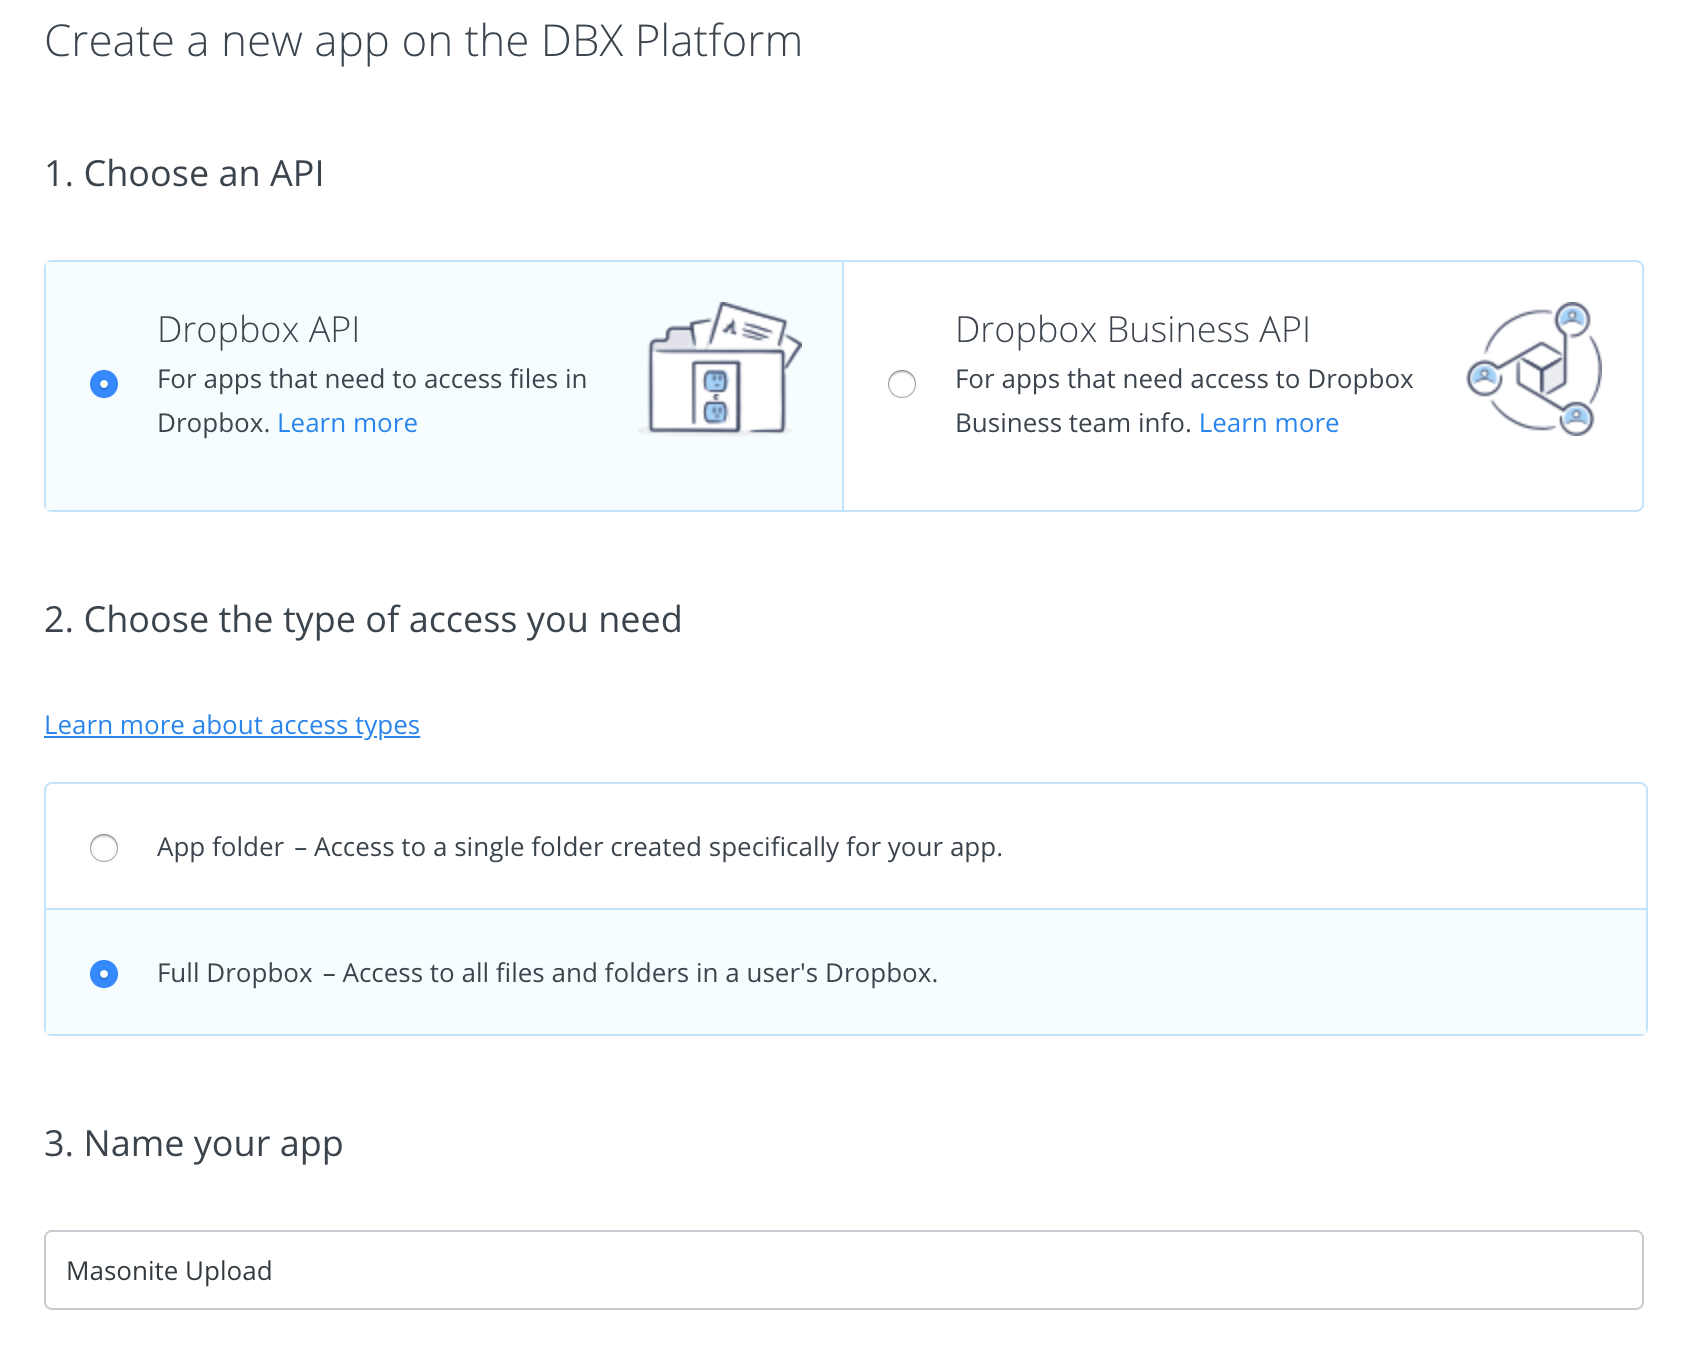 Create a new app on the DBX Platform
1. Choose an API
Dropbox API
For apps that need to access files in
Dropbox. Learn more
Dropbox Business API
For apps that need access to Dropbox
Business team info. Learn more
2. Choose the type of access you need
Learn more about access types
App folder – Access to a single folder created specifically for your app.
Full Dropbox – Access to all files and folders in a user's Dropbox.
3. Name your app
Masonite Upload